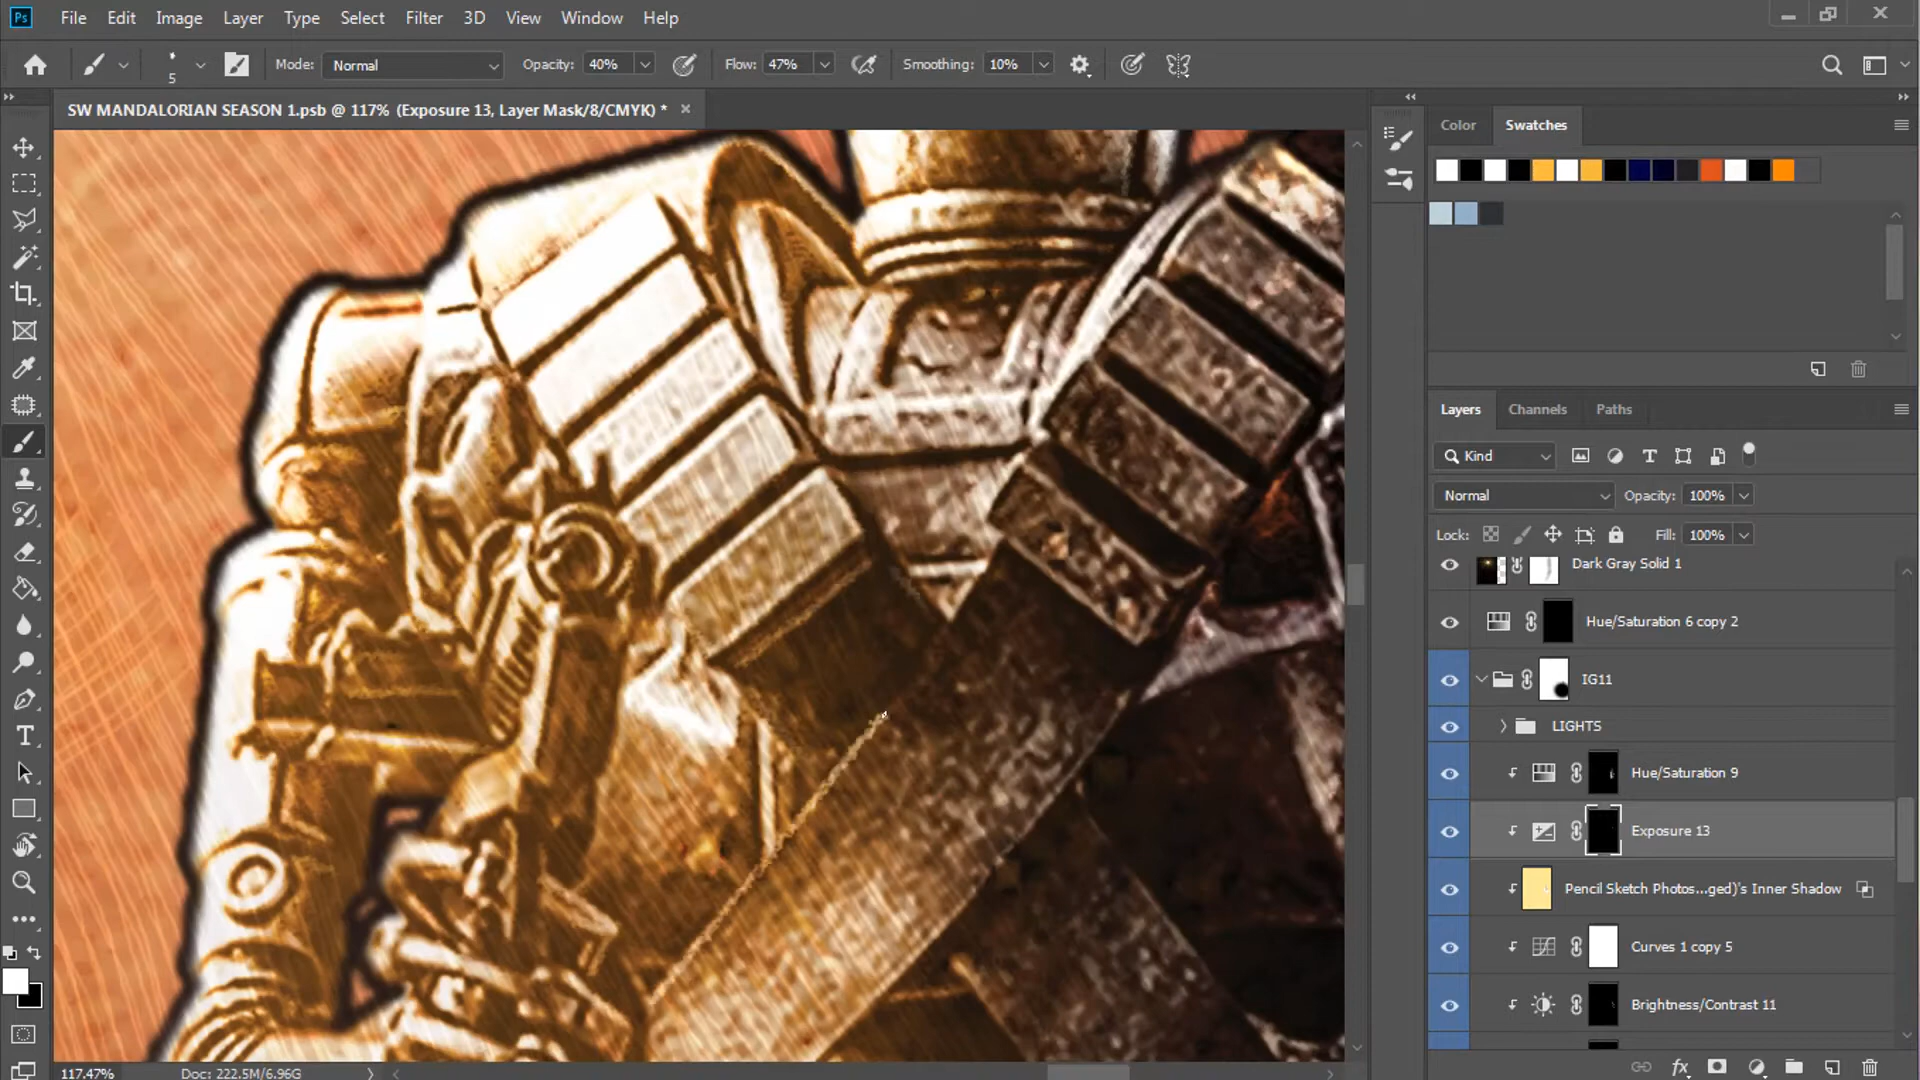 Ps File Edit Image Layer Type Select Filter 3D View Window Help
5 Mode: Normal Opacity: 40% Flow: 47% Smoothing: 10%
SW MANDALORIAN SEASON 1.psb @ 117% (Exposure 13, Layer Mask/8/CMYK) *
Color Swatches
Layers Channels Paths
Kind
Normal Opacity: 100%
Lock: Fill: 100%
Dark Gray Solid 1
Hue/Saturation 6 copy 2
IG11
LIGHTS
Hue/Saturation 9
Exposure 13
Pencil Sketch Photos...ged)'s Inner Shadow
Curves 1 copy 5
Brightness/Contrast 11
117.47% Doc: 222.5M/6.96G
fx